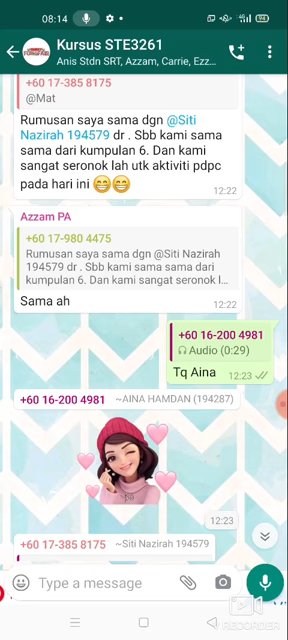 08:14
94
Kursus STE3261
Anis Stdn SRT, Azzam, Carrie, Ezz...
+60 17-385 8175
@Mat
Rumusan saya sama dgn @Siti
Nazirah 194579 dr . Sbb kami sama
sama dari kumpulan 6. Dan kami
sangat seronok lah utk aktiviti pdpc
pada hari ini 😁😁
12:22
Azzam PA
+60 17-980 4475
Rumusan saya sama dgn @Siti Nazirah
194579 dr . Sbb kami sama sama dari
kumpulan 6. Dan kami sangat seronok l...
Sama ah
12:22
+60 16-200 4981
Audio (0:29)
Tq Aina
12:23
+60 16-200 4981 ~AINA HAMDAN (194287)
12:23
+60 17-385 8175 ~Siti Nazirah 194579
Type a message
RECORDER